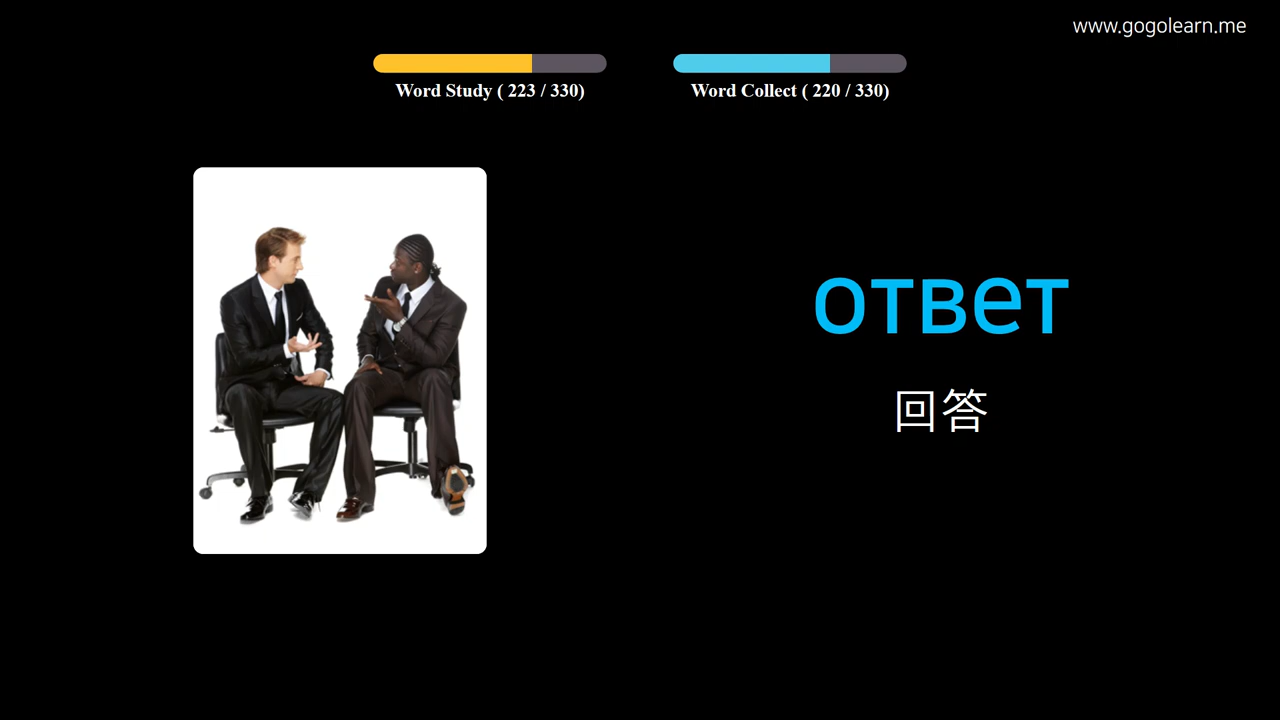 www.gogolearn.me
Word Study ( 223 / 330)
Word Collect ( 220 / 330)
ответ
回答